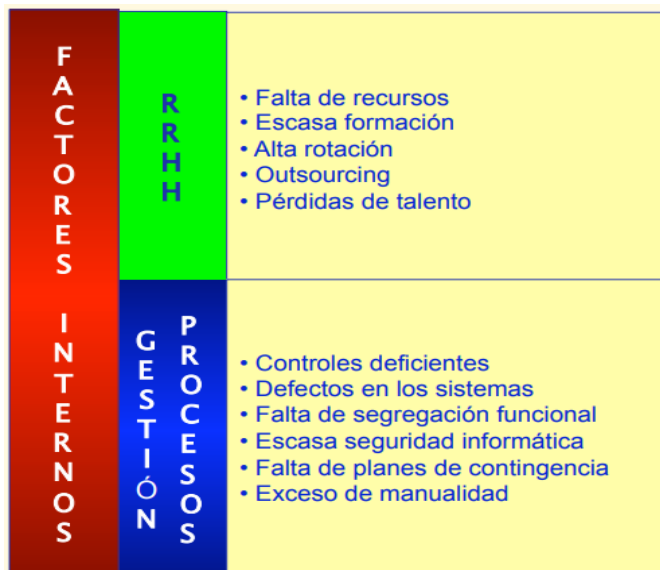 FACTORES INTERNOS
RRHH
• Falta de recursos
• Escasa formación
• Alta rotación
• Outsourcing
• Pérdidas de talento
GESTIÓN
PROCESOS
• Controles deficientes
• Defectos en los sistemas
• Falta de segregación funcional
• Escasa seguridad informática
• Falta de planes de contingencia
• Exceso de manualidad